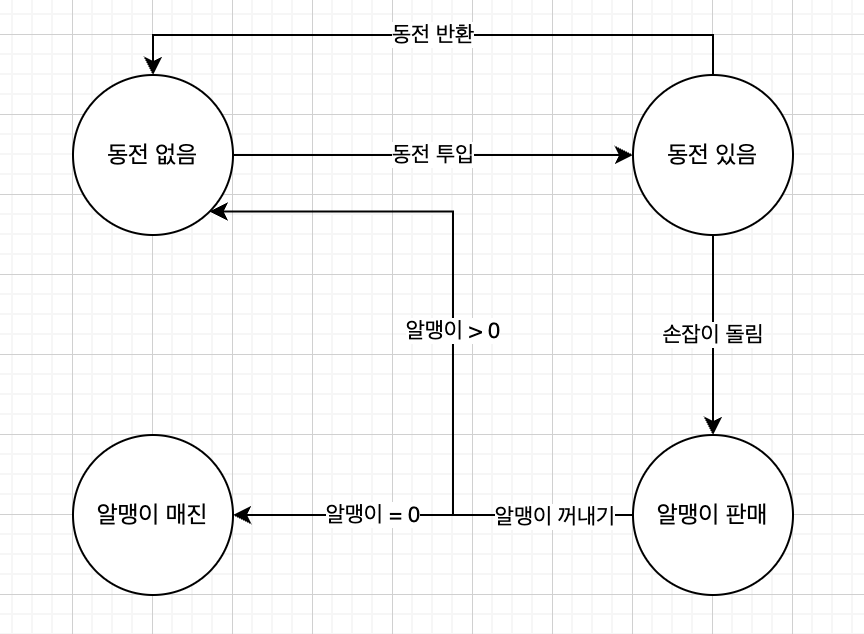 동전 반환
동전 없음
동전 투입
동전 있음
알맹이 > 0
손잡이 돌림
알맹이 매진
알맹이 = 0
알맹이 꺼내기
알맹이 판매